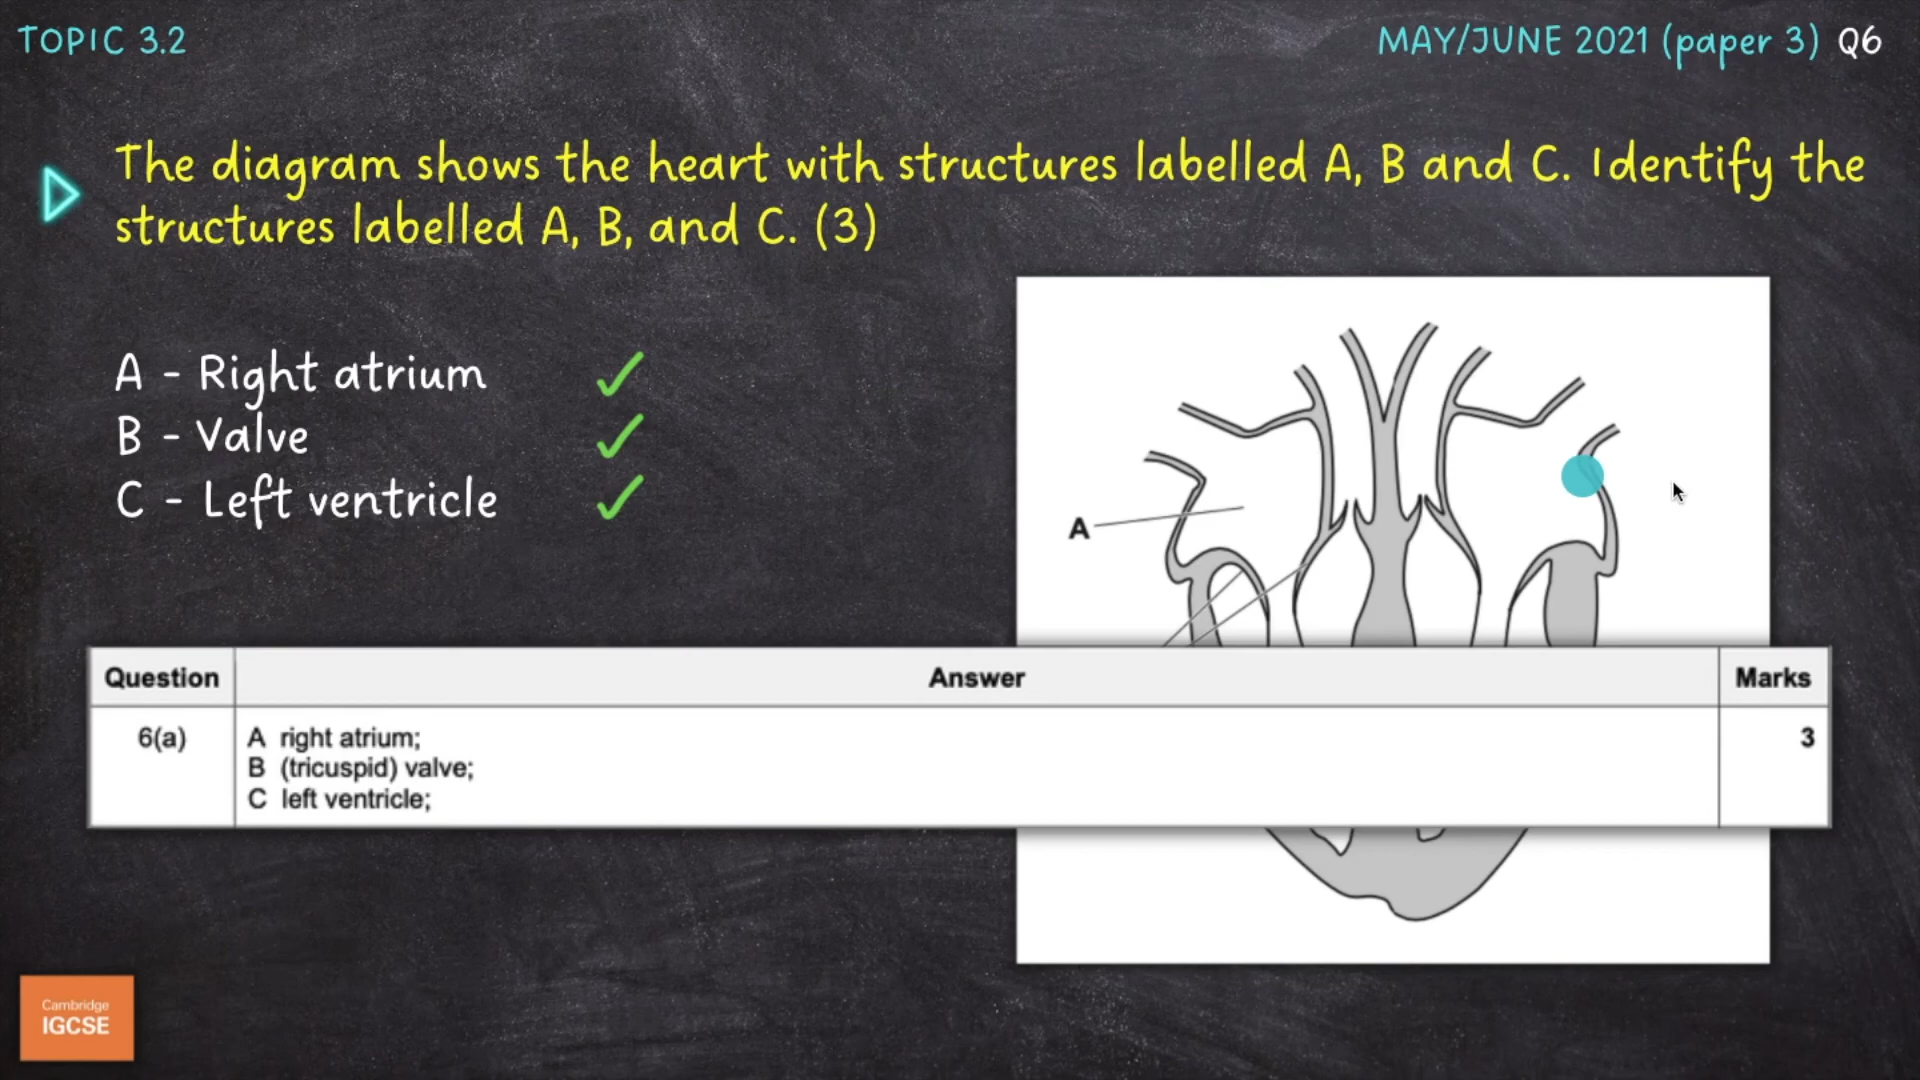 TOPIC 3.2
MAY/JUNE 2021 (paper 3) Q6
The diagram shows the heart with structures labelled A, B and C. Identify the
structures labelled A, B, and C. (3)
A - Right atrium
B - Valve
C - Left ventricle
A
Question Answer Marks
6(a) A right atrium; 3
B (tricuspid) valve;
C left ventricle;
Cambridge
IGCSE